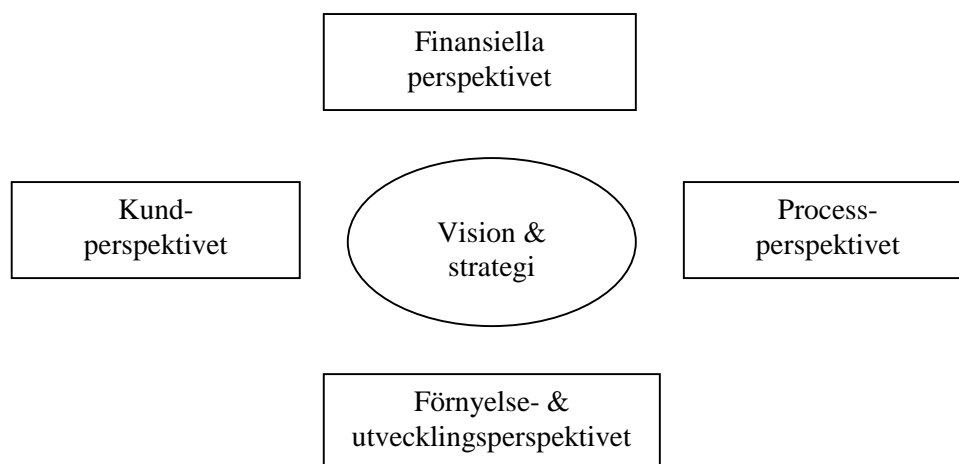 Finansiella
perspektivet
Kund-
perspektivet
Vision &
strategi
Process-
perspektivet
Förnyelse- &
utvecklingsperspektivet